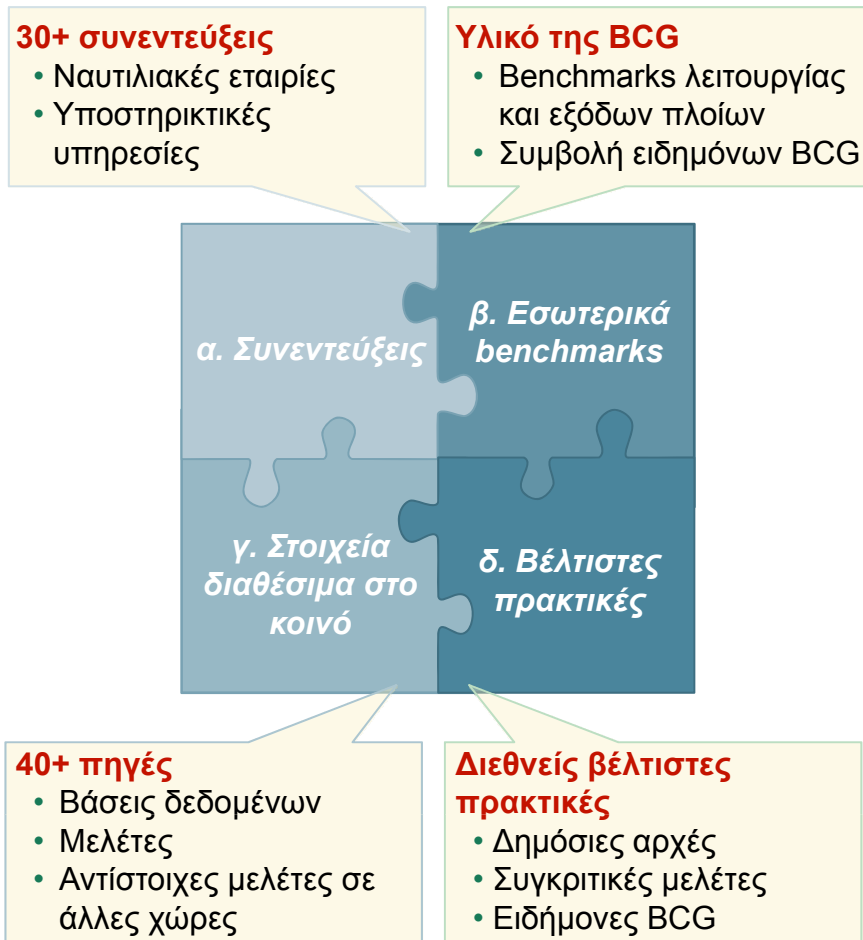 30+ συνεντεύξεις
• Ναυτιλιακές εταιρίες
• Υποστηρικτικές
υπηρεσίες
Υλικό της BCG
• Benchmarks λειτουργίας
και εξόδων πλοίων
• Συμβολή ειδημόνων BCG
α. Συνεντεύξεις
β. Εσωτερικά
benchmarks
γ. Στοιχεία
διαθέσιμα στο
κοινό
δ. Βέλτιστες
πρακτικές
40+ πηγές
• Βάσεις δεδομένων
• Μελέτες
• Αντίστοιχες μελέτες σε
άλλες χώρες
Διεθνείς βέλτιστες
πρακτικές
• Δημόσιες αρχές
• Συγκριτικές μελέτες
• Ειδήμονες BCG